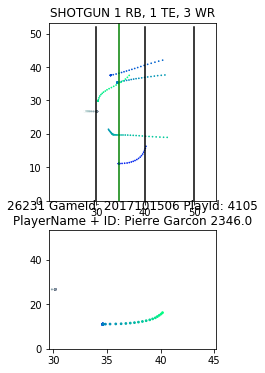 SHOTGUN 1 RB, 1 TE, 3 WR
50
40
30
20
10
0
30 40 50
26231 GameId: 2017101506 PlayId: 4105
PlayerName + ID: Pierre Garcon 2346.0
40
20
0
30 35 40 45